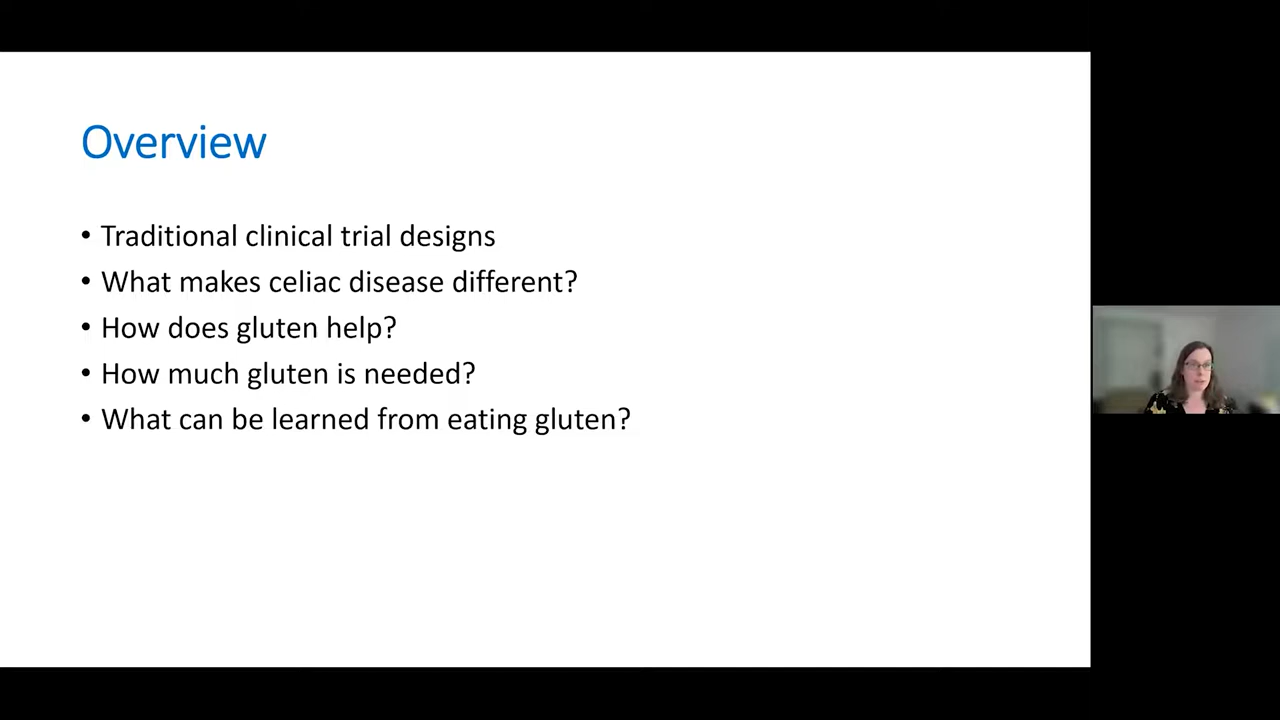 Overview
• Traditional clinical trial designs
• What makes celiac disease different?
• How does gluten help?
• How much gluten is needed?
• What can be learned from eating gluten?